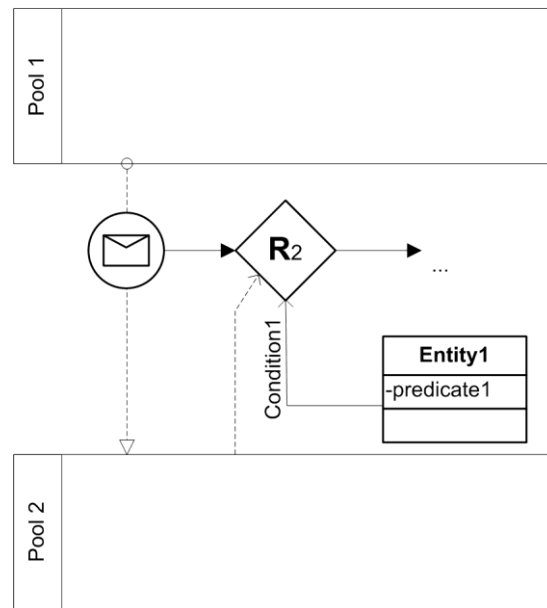 Pool 1
R2
...
Condition1
Entity1
-predicate1
Pool 2